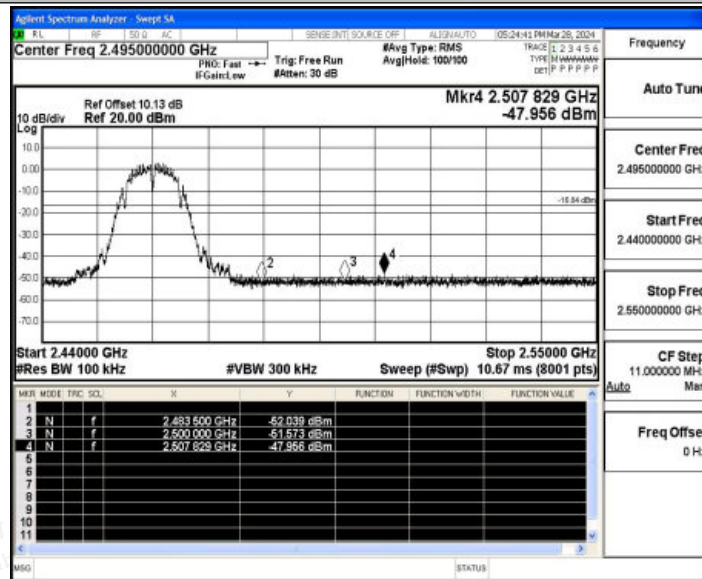 Agilent Spectrum Analyzer - Swept SA
RL RF 50 Ω AC SENSE:INT SOURCE OFF ALIGNAUTO 05:24:41 PM Mar 28, 2024
Center Freq 2.495000000 GHz #Avg Type: RMS TRACE 1 2 3 4 5 6 Frequency
PNO: Fast Trig: Free Run Avg|Hold: 100/100 TYPE M
IFGain:Low #Atten: 30 dB DET P P P P P P
Auto Tune
Ref Offset 10.13 dB Mkr4 2.507 829 GHz
10 dB/div Ref 20.00 dBm -47.956 dBm
Log
10.0
0.00
-10.0
-20.0
-30.0
-40.0
-50.0
-60.0
-70.0
2 3 4
Center Freq
2.495000000 GHz
Start Freq
2.440000000 GHz
Stop Freq
2.550000000 GHz
Start 2.44000 GHz Stop 2.55000 GHz
#Res BW 100 kHz #VBW 300 kHz Sweep (#Swp) 10.67 ms (8001 pts)
CF Step
11.000000 MHz
Auto Man
Freq Offset
0 Hz
MKR MODE TRC SCL X Y FUNCTION FUNCTION WIDTH FUNCTION VALUE
1
2 N f 2.483 500 GHz -52.039 dBm
3 N f 2.500 000 GHz -51.573 dBm
4 N f 2.507 829 GHz -47.956 dBm
5
6
7
8
9
10
11
MSG STATUS